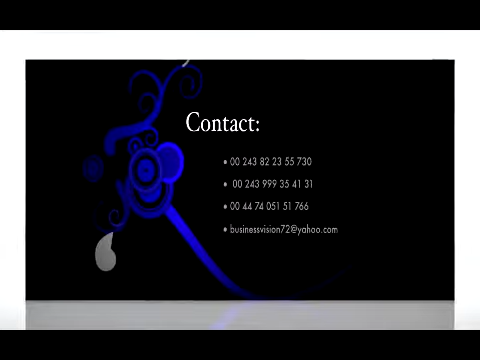 Contact:
• 00 243 82 23 55 730
• 00 243 999 35 41 31
• 00 44 74 051 51 766
• businessvision72@yahoo.com